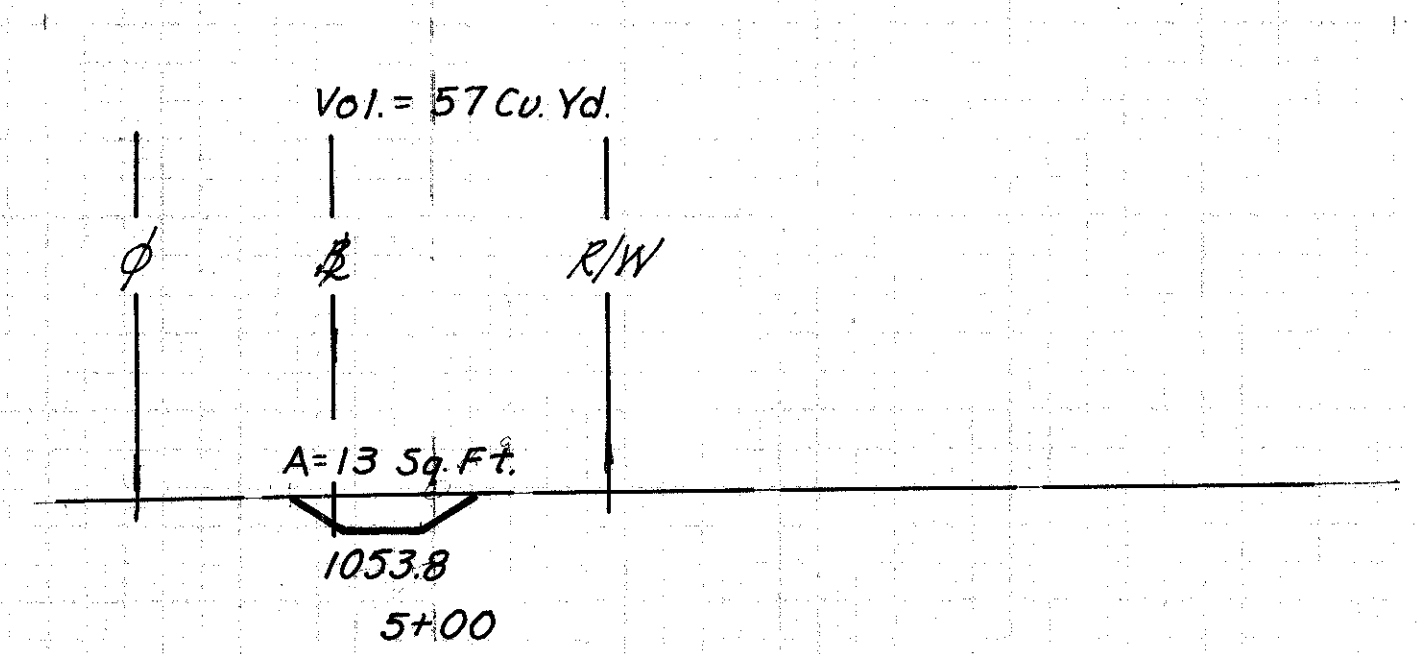 Vol. = 57 Cu. Yd.
R/W
A=13 Sq. Ft.
1053.8
5+00